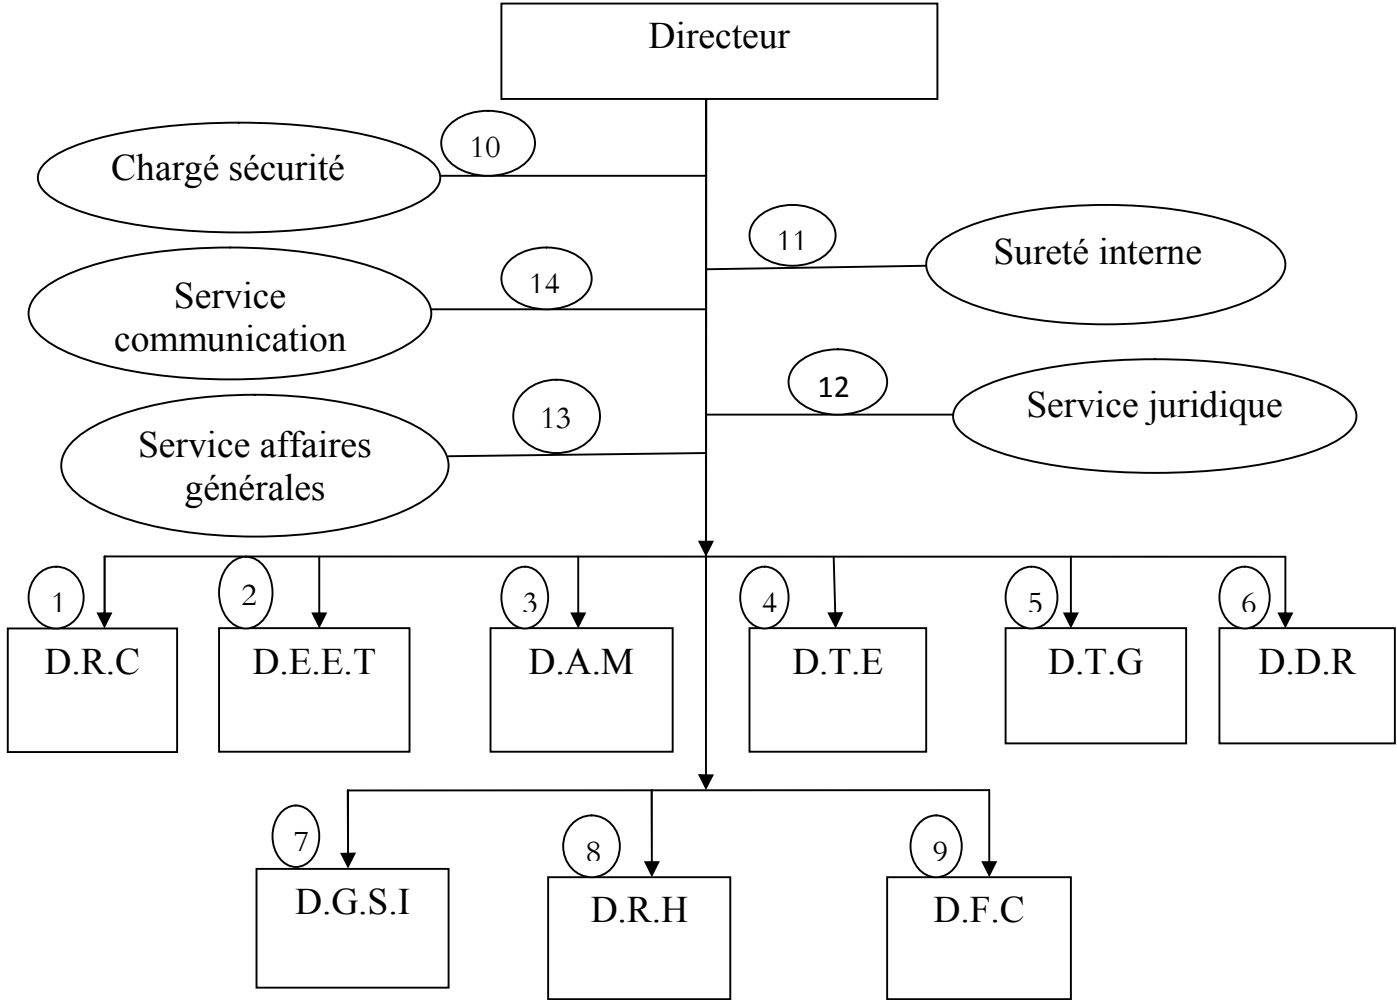 Directeur
10
Chargé sécurité
11
Sureté interne
14
Service
communication
12
Service juridique
13
Service affaires
générales
1
2
3
4
5
6
D.R.C
D.E.E.T
D.A.M
D.T.E
D.T.G
D.D.R
7
8
9
D.G.S.I
D.R.H
D.F.C